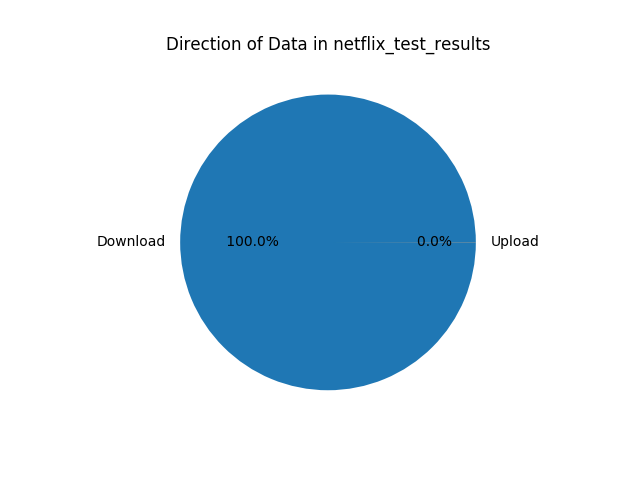 Direction of Data in netflix_test_results
Download 100.0% 0.0% Upload